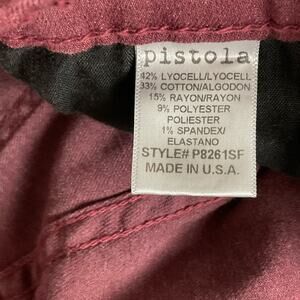 pistola
42% LYOCELL/LYOCELL
33% COTTON/ALGODON
15% RAYON/RAYON
9% POLYESTER
POLIESTER
1% SPANDEX/
ELASTANO
STYLE# P8261SF
MADE IN U.S.A.